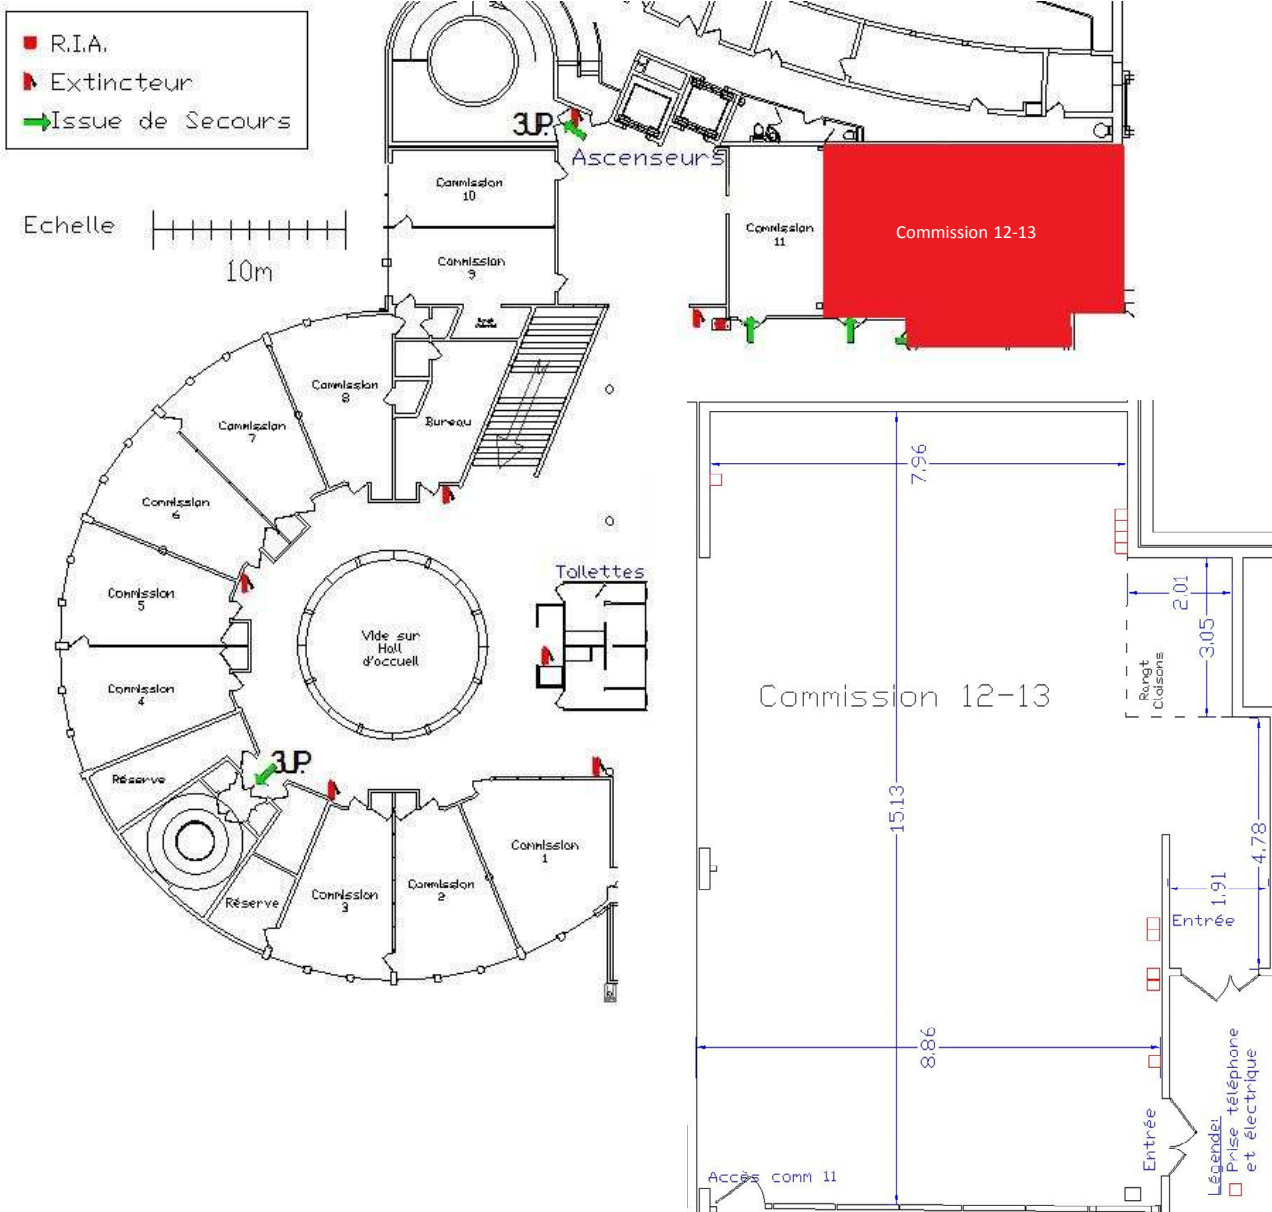 R.I.A.
Extincteur
Issue de Secours
Echelle
10m
3UP.
Ascenseurs
Commission
10
Commission
9
Commission
11
Commission 12-13
Commission
8
Commission
7
Commission
6
Commission
5
Commission
4
Bureau
Toilettes
Vide sur
Hall
d'accueil
3UP.
Réserve
Réserve
Commission
3
Commission
2
Commission
1
7.96
2.01
3.05
Rangt
Cloisons
Commission 12-13
15.13
4.78
1.91
Entrée
8.86
Entrée
Accès comm 11
Légende:
Prise téléphone
et électrique